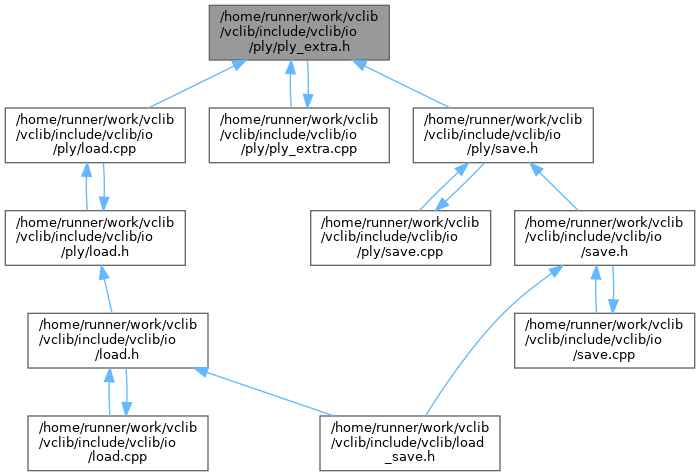 /home/runner/work/vclib
/vclib/include/vclib/io
/ply/ply_extra.h
/home/runner/work/vclib
/vclib/include/vclib/io
/ply/load.cpp
/home/runner/work/vclib
/vclib/include/vclib/io
/ply/ply_extra.cpp
/home/runner/work/vclib
/vclib/include/vclib/io
/ply/save.h
/home/runner/work/vclib
/vclib/include/vclib/io
/ply/load.h
/home/runner/work/vclib
/vclib/include/vclib/io
/ply/save.cpp
/home/runner/work/vclib
/vclib/include/vclib/io
/save.h
/home/runner/work/vclib
/vclib/include/vclib/io
/load.h
/home/runner/work/vclib
/vclib/include/vclib/io
/save.cpp
/home/runner/work/vclib
/vclib/include/vclib/io
/load.cpp
/home/runner/work/vclib
/vclib/include/vclib/load
_save.h